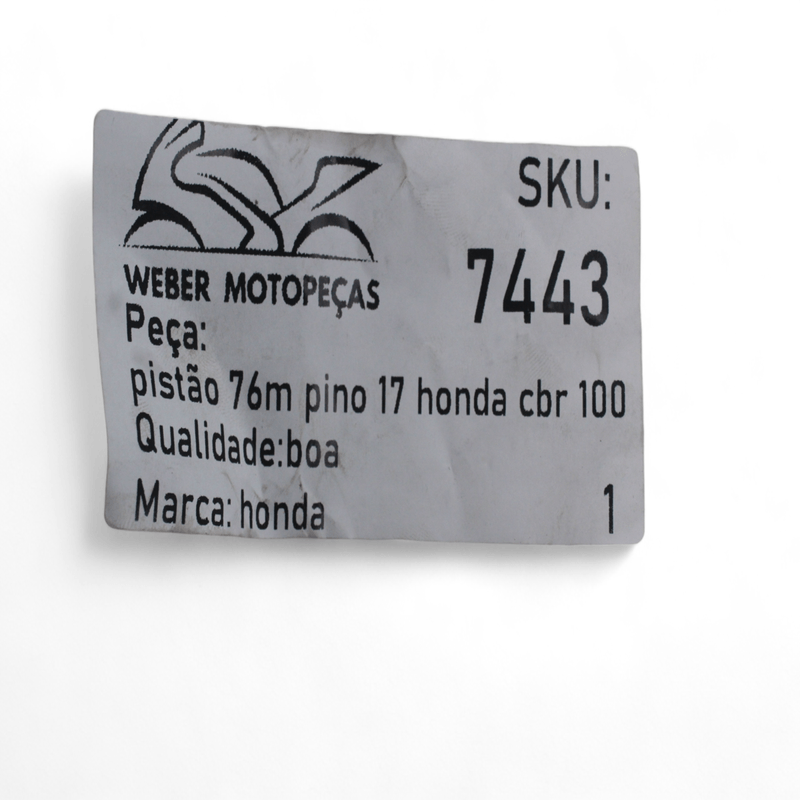 WEBER MOTOPEÇAS
SKU:
7443
Peça:
pistão 76m pino 17 honda cbr 100
Qualidade:boa
Marca: honda
1